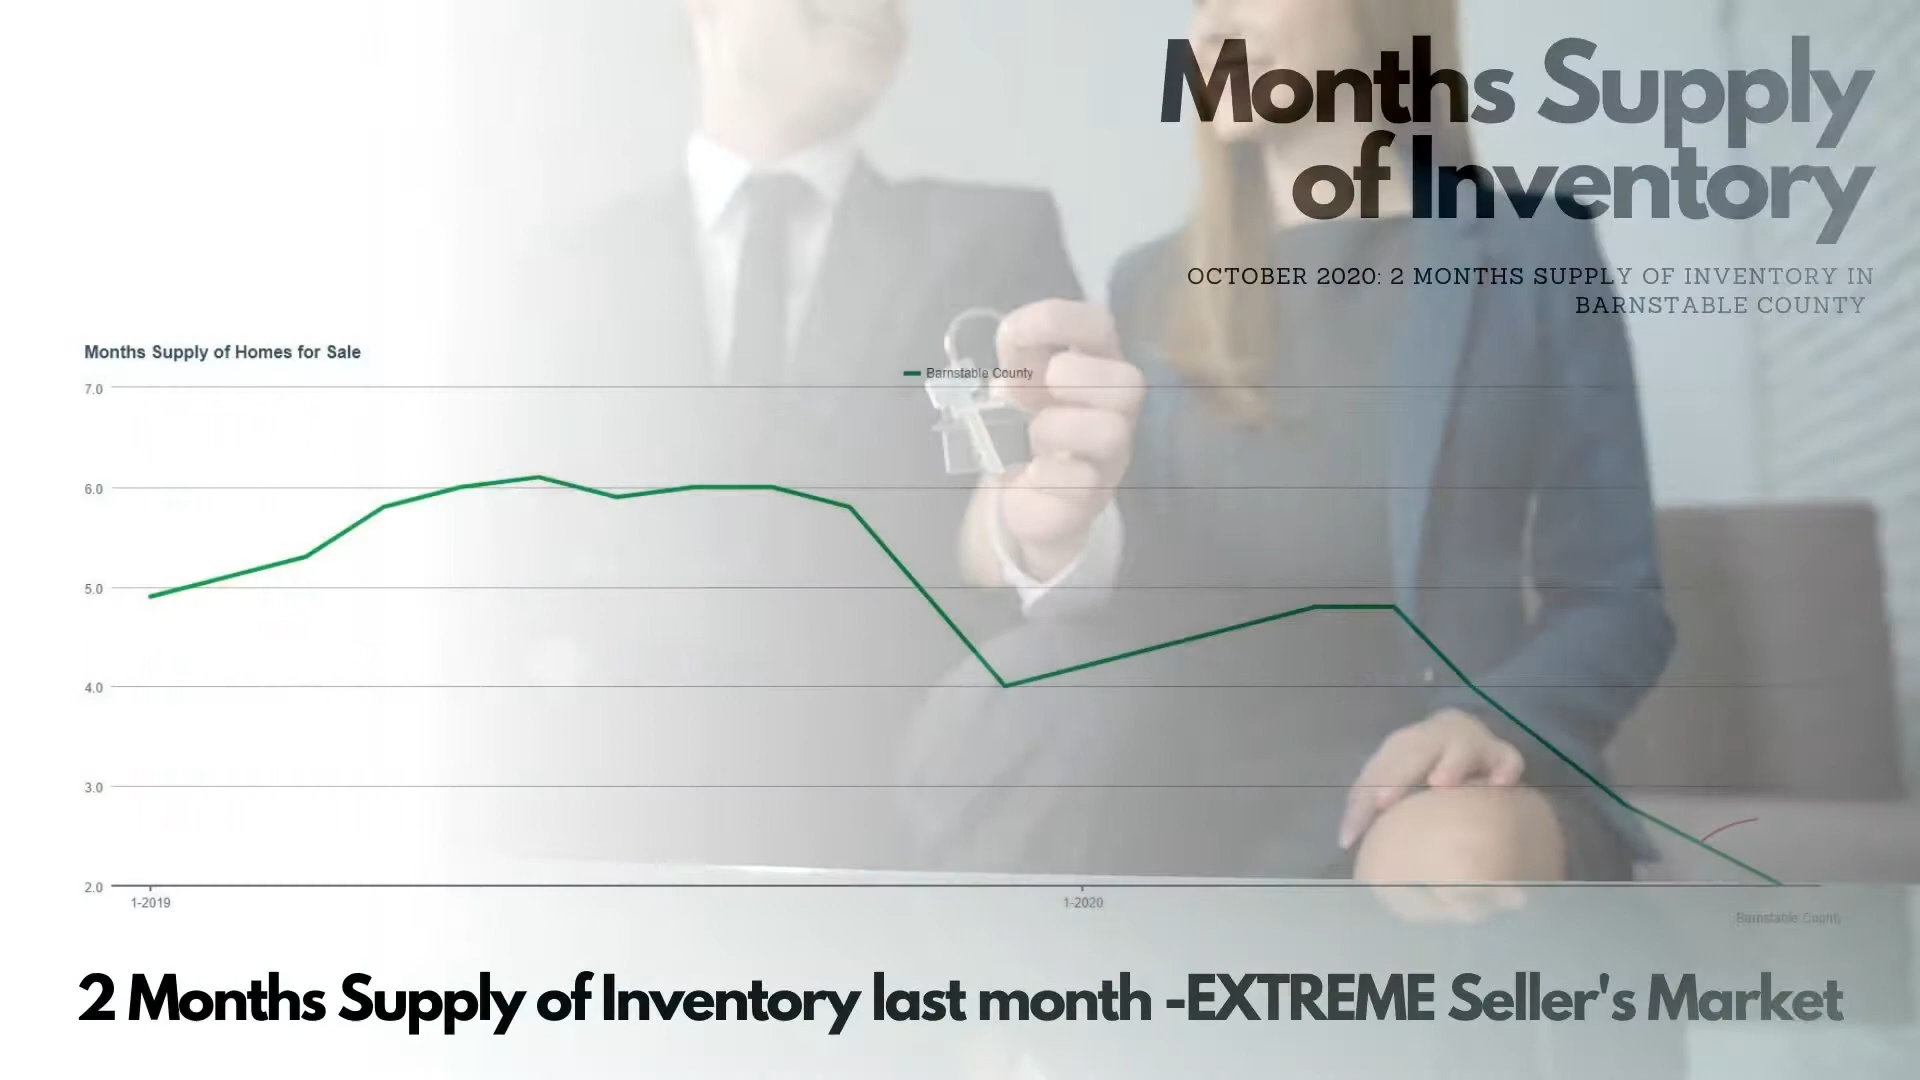 Months Supply
of Inventory
OCTOBER 2020: 2 MONTHS SUPPLY OF INVENTORY IN
BARNSTABLE COUNTY
Months Supply of Homes for Sale
Barnstable County
7.0
6.0
5.0
4.0
3.0
2.0
1-2019
1-2020
Barnstable Count
2 Months Supply of Inventory last month -EXTREME Seller's Market